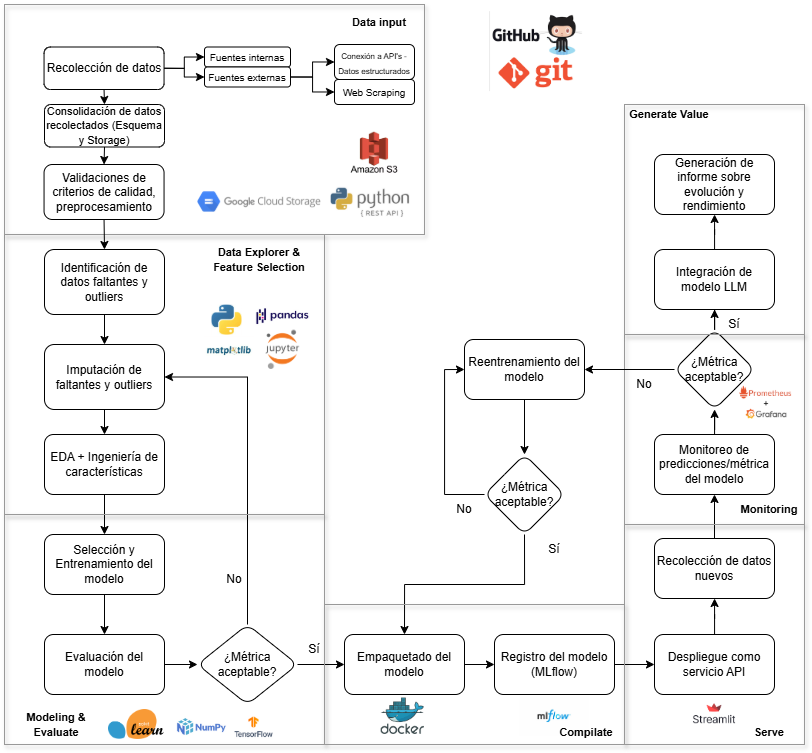 Data input
GitHub
git
Recolección de datos
Fuentes internas
Fuentes externas
Conexión a API's -
Datos estructurados
Web Scraping
Consolidación de datos
recolectados (Esquema
y Storage)
Validaciones de
criterios de calidad,
preprocesamiento
Amazon S3
Google Cloud Storage
python
{ REST API }
Data Explorer &
Feature Selection
Identificación de
datos faltantes y
outliers
pandas
matplotlib
jupyter
Imputación de
faltantes y outliers
EDA + Ingeniería de
características
Selección y
Entrenamiento del
modelo
No
Evaluación del
modelo
¿Métrica
aceptable?
Sí
Modeling &
Evaluate
learn
NumPy
TensorFlow
Reentrenamiento del
modelo
¿Métrica
aceptable?
No
Sí
Empaquetado del
modelo
Registro del modelo
(MLflow)
docker
mlflow
Compilate
Generate Value
Generación de
informe sobre
evolución y
rendimiento
Integración de
modelo LLM
Sí
¿Métrica
aceptable?
No
Prometheus
+
Grafana
Monitoreo de
predicciones/métrica
del modelo
Monitoring
Recolección de datos
nuevos
Despliegue como
servicio API
Streamlit
Serve